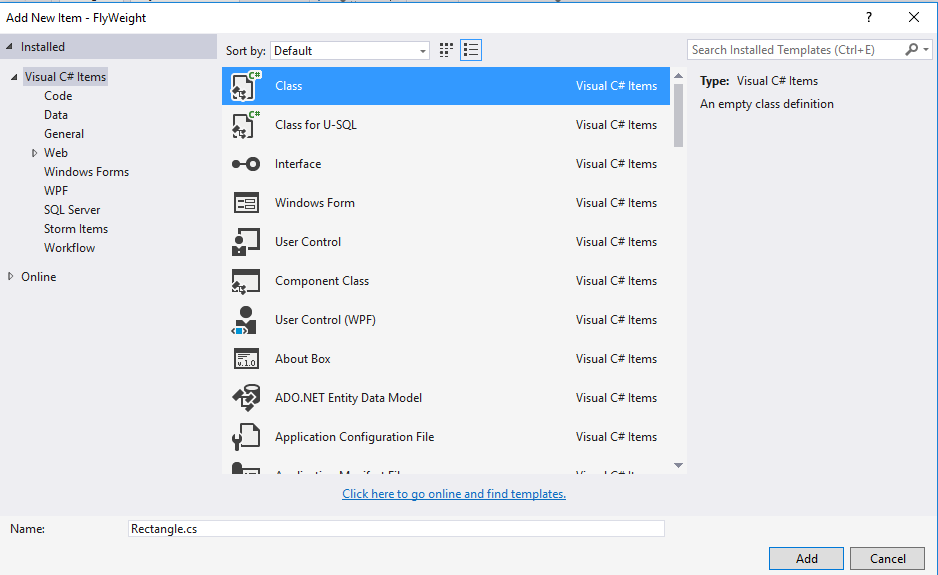 Add New Item - FlyWeight
?
Installed
Sort by: Default
Search Installed Templates (Ctrl+E)
Visual C# Items
Code
Data
General
Web
Windows Forms
WPF
SQL Server
Storm Items
Workflow
Online
C# Class Visual C# Items
C# Class for U-SQL Visual C# Items
Interface Visual C# Items
Windows Form Visual C# Items
User Control Visual C# Items
Component Class Visual C# Items
User Control (WPF) Visual C# Items
v.1.0 About Box Visual C# Items
ADO.NET Entity Data Model Visual C# Items
Application Configuration File Visual C# Items
Type: Visual C# Items
An empty class definition
Click here to go online and find templates.
Name: Rectangle.cs
Add Cancel